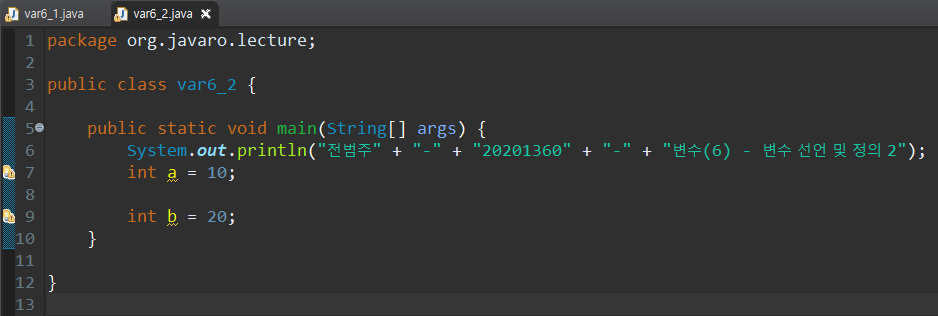 var6_1.java var6_2.java
1 package org.javaro.lecture;
2
3 public class var6_2 {
4
5 public static void main(String[] args) {
6 System.out.println("전범주" + "-" + "20201360" + "-" + "변수(6) - 변수 선언 및 정의 2");
7 int a = 10;
8
9 int b = 20;
10 }
11
12 }
13